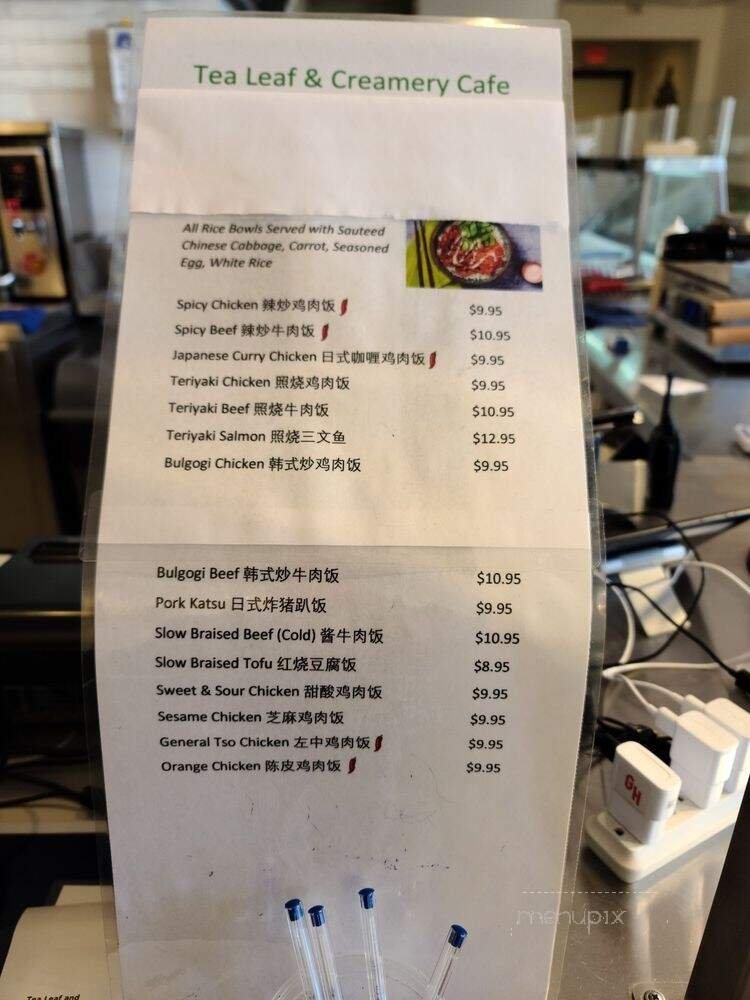 Tea Leaf & Creamery Cafe
All Rice Bowls Served with Sauteed
Chinese Cabbage, Carrot, Seasoned
Egg, White Rice
Spicy Chicken 辣炒鸡肉饭 $9.95
Spicy Beef 辣炒牛肉饭 $10.95
Japanese Curry Chicken 日式咖喱鸡肉饭 $9.95
Teriyaki Chicken 照烧鸡肉饭 $9.95
Teriyaki Beef 照烧牛肉饭 $10.95
Teriyaki Salmon 照烧三文鱼 $12.95
Bulgogi Chicken 韩式炒鸡肉饭 $9.95
Bulgogi Beef 韩式炒牛肉饭 $10.95
Pork Katsu 日式炸猪趴饭 $9.95
Slow Braised Beef (Cold) 酱牛肉饭 $10.95
Slow Braised Tofu 红烧豆腐饭 $8.95
Sweet & Sour Chicken 甜酸鸡肉饭 $9.95
Sesame Chicken 芝麻鸡肉饭 $9.95
General Tso Chicken 左中鸡肉饭 $9.95
Orange Chicken 陈皮鸡肉饭 $9.95
GH
menupix
Tea Leaf and